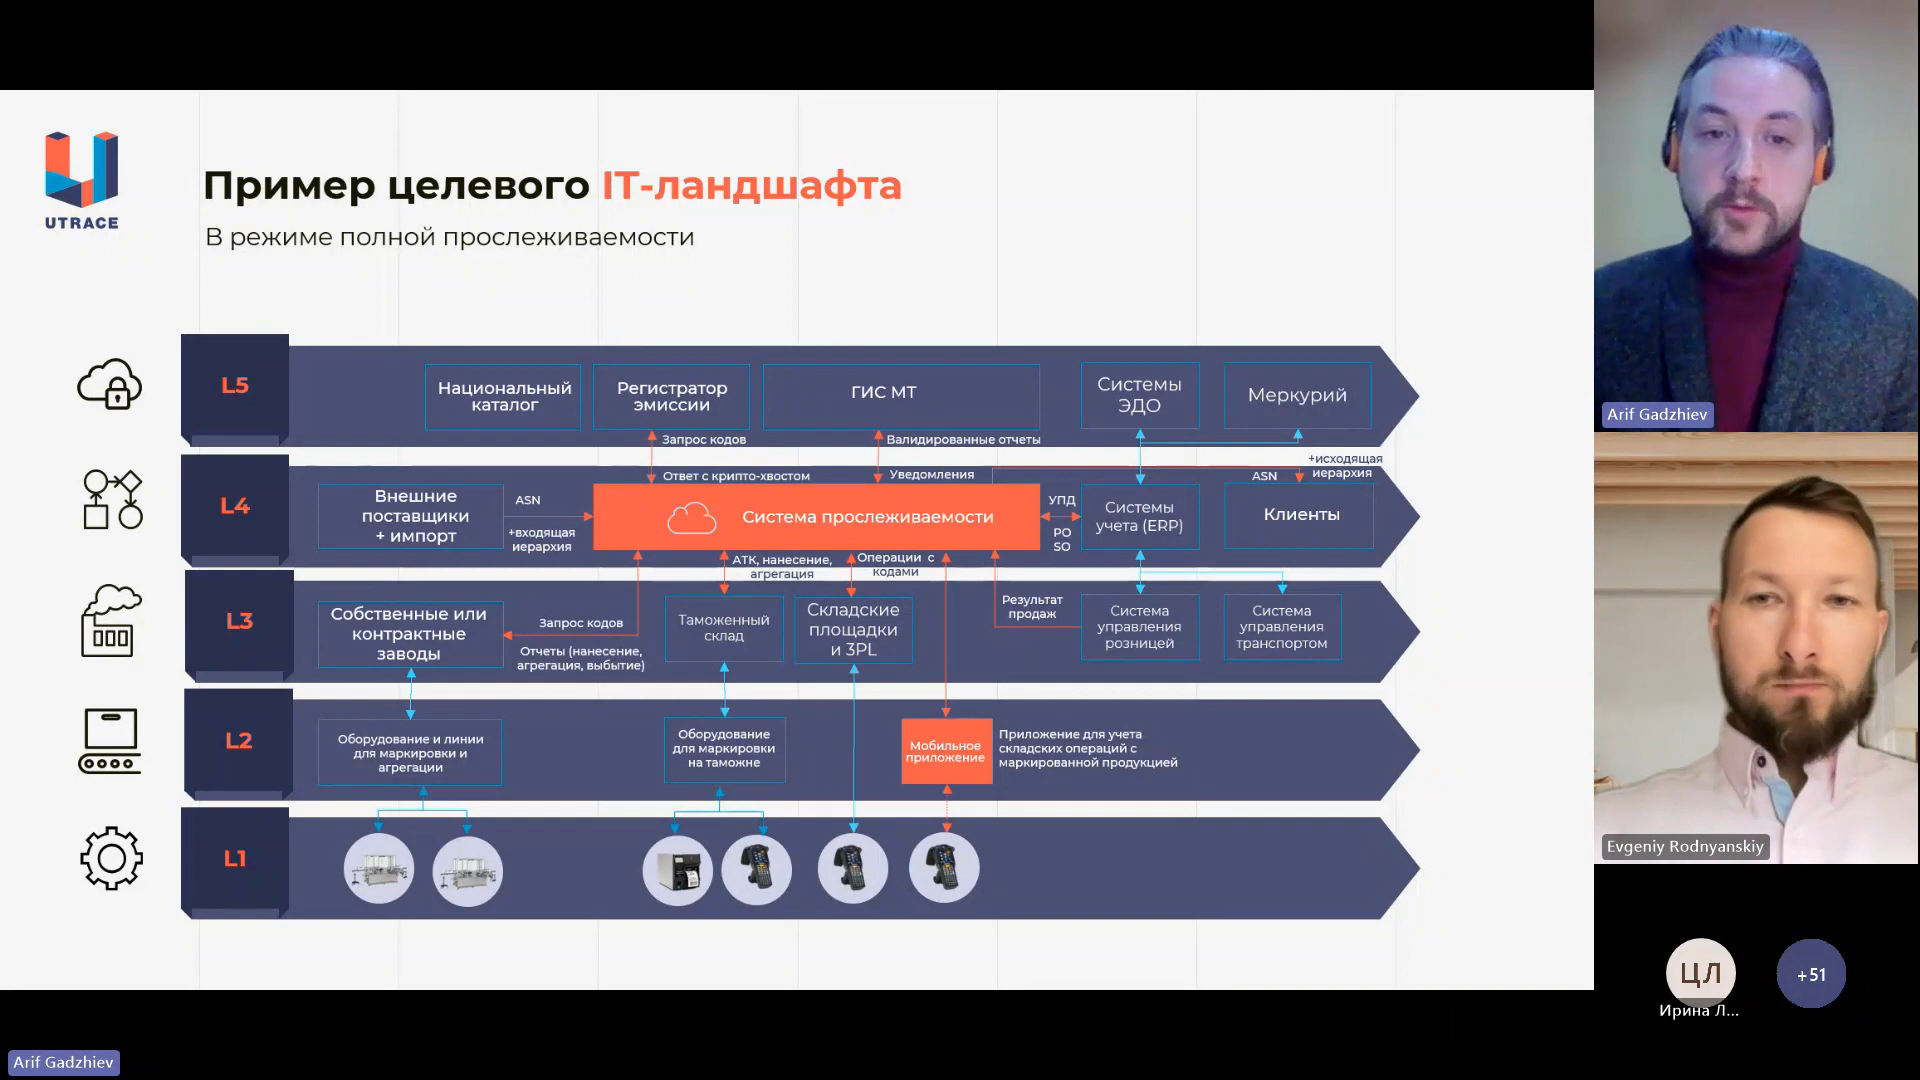 UTRACE
Пример целевого IT-ландшафта
В режиме полной прослеживаемости
L5
Национальный
каталог
Регистратор
эмиссии
ГИС МТ
Системы
ЭДО
Меркурий
Запрос кодов
Валидированные отчеты
Ответ с крипто-хвостом
Уведомления
ASN
+исходящая
иерархия
L4
Внешние
поставщики
+ импорт
ASN
+входящая
иерархия
Система прослеживаемости
УПД
PO
SO
Системы
учета (ERP)
Клиенты
АТК, нанесение,
агрегация
Операции с
кодами
L3
Собственные или
контрактные
заводы
Запрос кодов
Отчеты (нанесение,
агрегация, выбытие)
Таможенный
склад
Складские
площадки
и 3PL
Результат
продаж
Система
управления
розницей
Система
управления
транспортом
L2
Оборудование и линии
для маркировки и
агрегации
Оборудование
для маркировки
на таможне
Мобильное
приложение
Приложение для учета
складских операций с
маркированной продукцией
L1
Arif Gadzhiev
Evgeniy Rodnyanskiy
ЦЛ
Ирина Л...
+51
Arif Gadzhiev